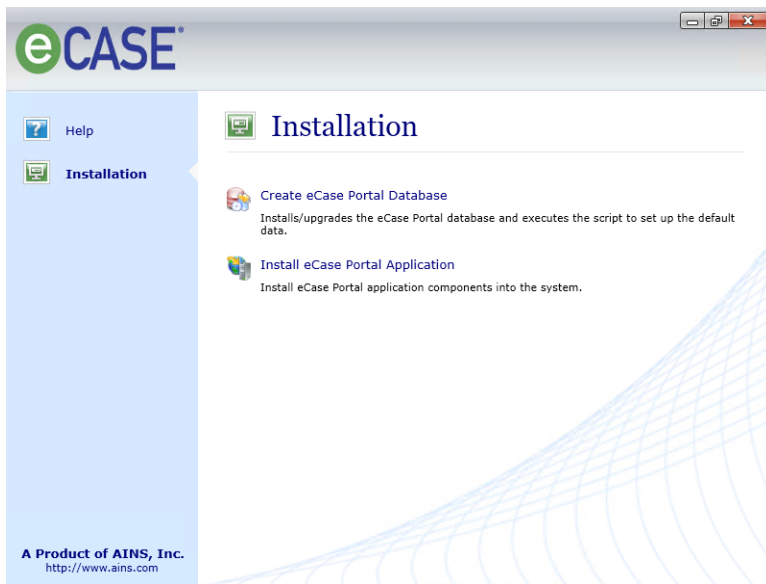 eCASE®
Help
Installation
Installation
Create eCase Portal Database
Installs/upgrades the eCase Portal database and executes the script to set up the default
data.
Install eCase Portal Application
Install eCase Portal application components into the system.
A Product of AINS, Inc.
http://www.ains.com